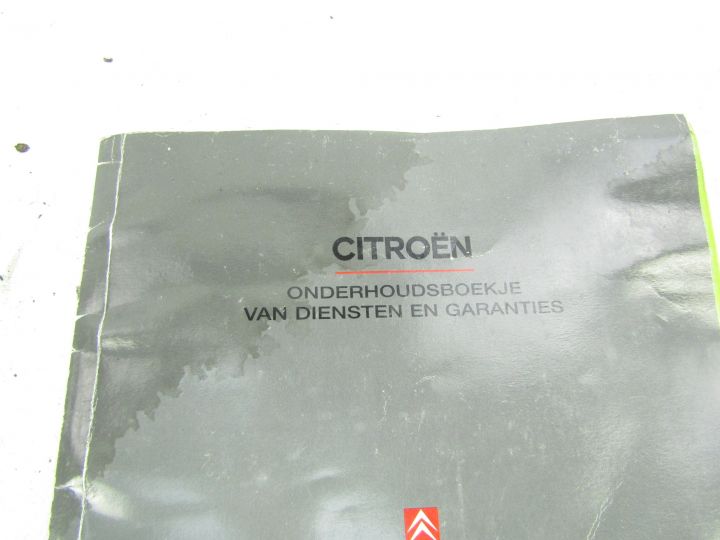 CITROËN
ONDERHOUDSBOEKJE
VAN DIENSTEN EN GARANTIES